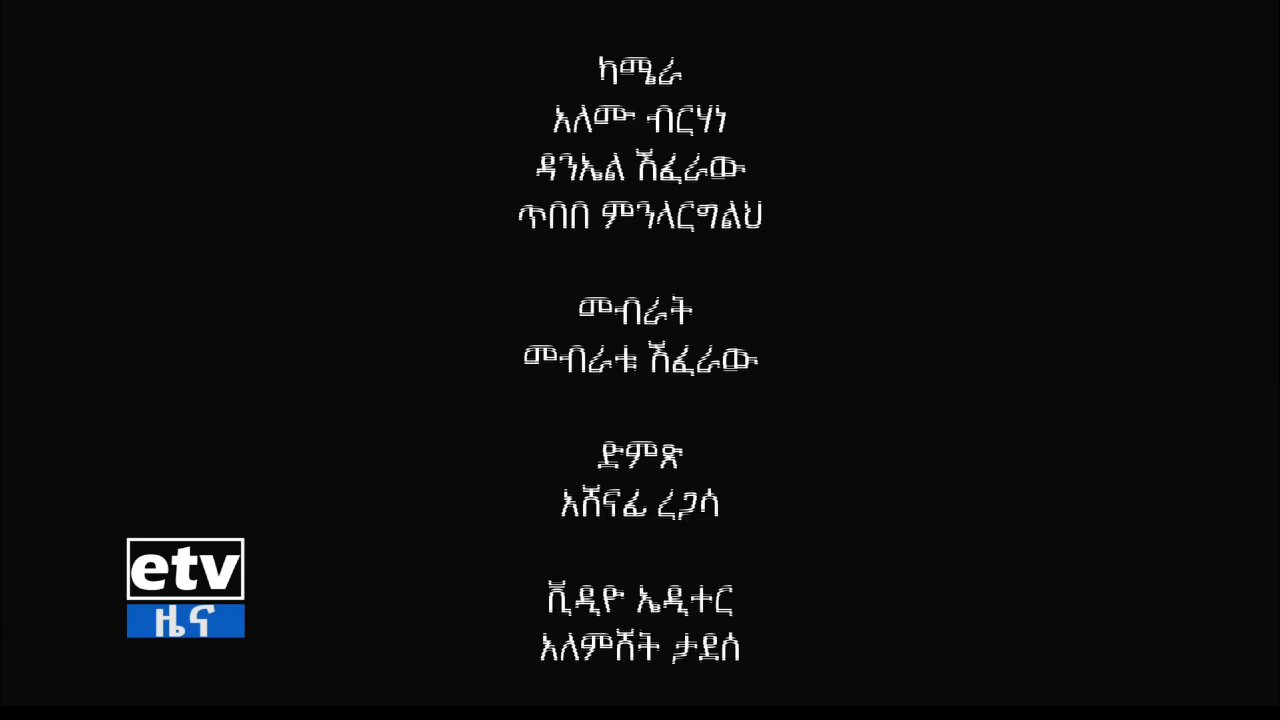 ካሜራ
አለሙ ብርሃነ
ዳንኤል ሽፈራው
ጥበበ ምንላርግልህ
መብራት
መብራቱ ሽፈራው
ድምጽ
አሸናፊ ረጋሳ
ቪዲዮ ኤዲተር
አለምሸት ታደሰ
etv
ዜና